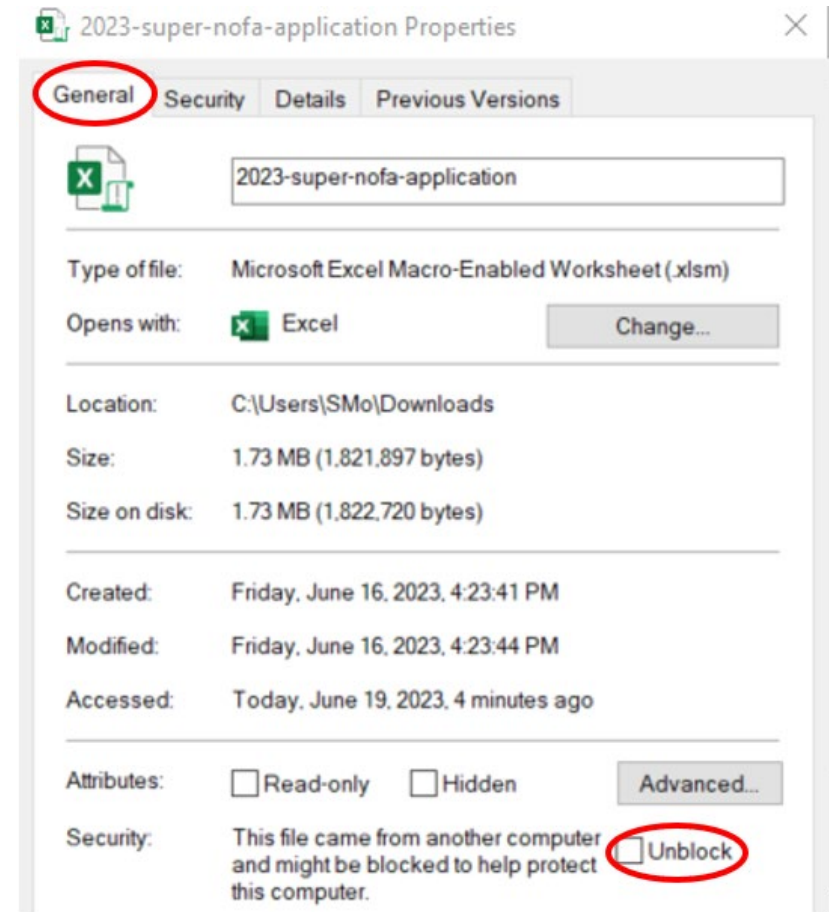 2023-super-nofa-application Properties
General Security Details Previous Versions
2023-super-nofa-application
Type of file: Microsoft Excel Macro-Enabled Worksheet (.xlsm)
Opens with: Excel Change...
Location: C:\Users\SMo\Downloads
Size: 1.73 MB (1,821,897 bytes)
Size on disk: 1.73 MB (1,822,720 bytes)
Created: Friday, June 16, 2023, 4:23:41 PM
Modified: Friday, June 16, 2023, 4:23:44 PM
Accessed: Today, June 19, 2023, 4 minutes ago
Attributes: Read-only Hidden Advanced...
Security: This file came from another computer Unblock
and might be blocked to help protect
this computer.